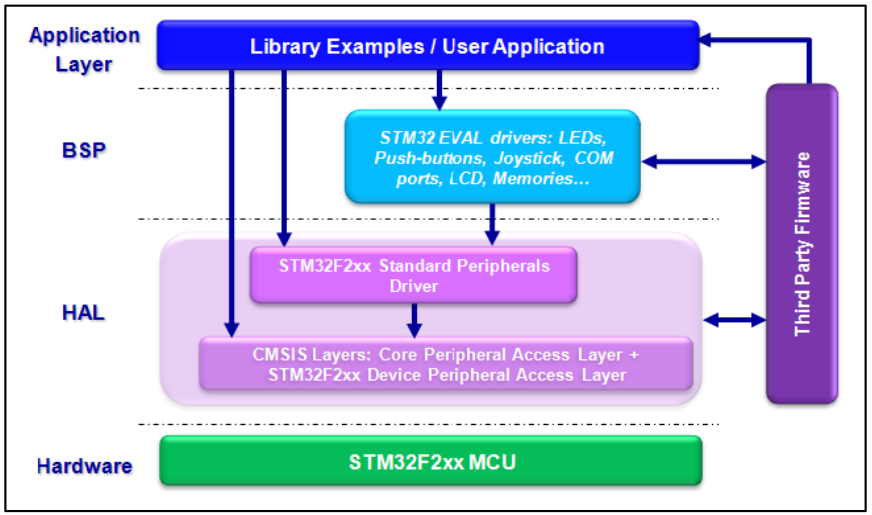 Application
Layer
Library Examples / User Application
BSP
STM32 EVAL drivers: LEDs,
Push-buttons, Joystick, COM
ports, LCD, Memories...
HAL
STM32F2xx Standard Peripherals
Driver
CMSIS Layers: Core Peripheral Access Layer +
STM32F2xx Device Peripheral Access Layer
Third Party Firmware
Hardware
STM32F2xx MCU